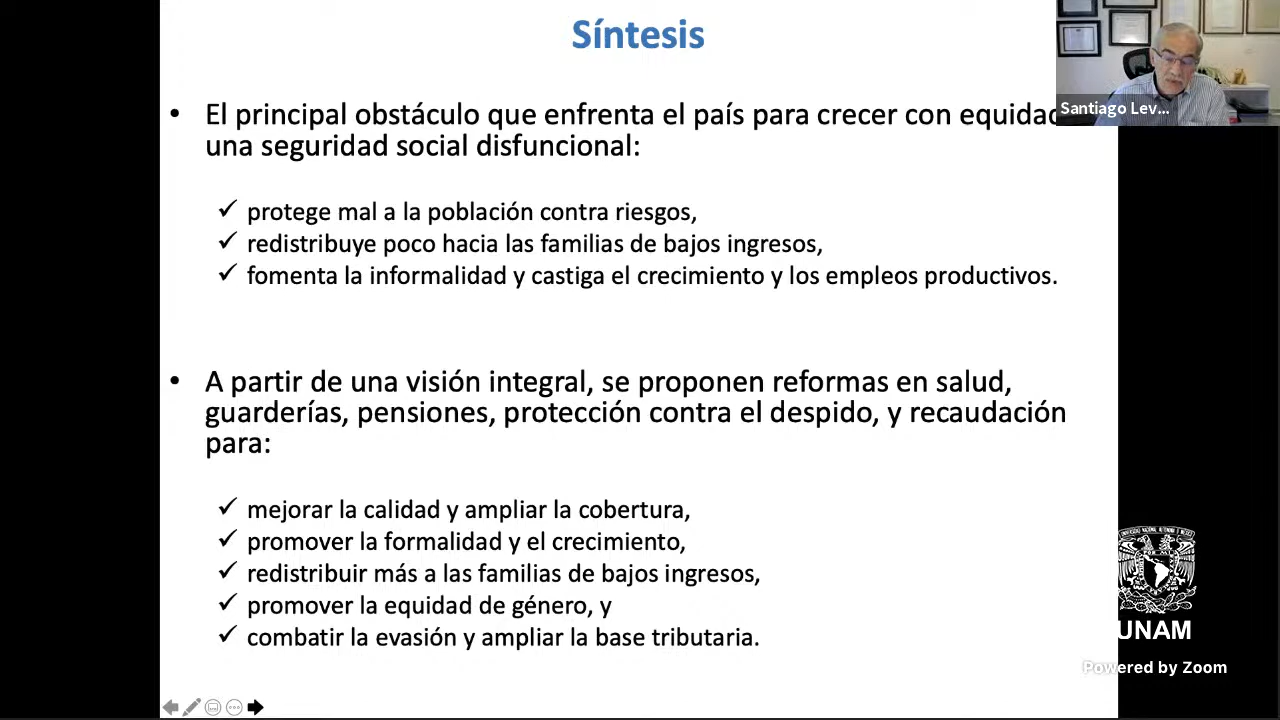 Síntesis
Santiago Lev...
• El principal obstáculo que enfrenta el país para crecer con equidad
una seguridad social disfuncional:
✓ protege mal a la población contra riesgos,
✓ redistribuye poco hacia las familias de bajos ingresos,
✓ fomenta la informalidad y castiga el crecimiento y los empleos productivos.
• A partir de una visión integral, se proponen reformas en salud,
guarderías, pensiones, protección contra el despido, y recaudación
para:
✓ mejorar la calidad y ampliar la cobertura,
✓ promover la formalidad y el crecimiento,
✓ redistribuir más a las familias de bajos ingresos,
✓ promover la equidad de género, y
✓ combatir la evasión y ampliar la base tributaria.
UNAM
Powered by Zoom